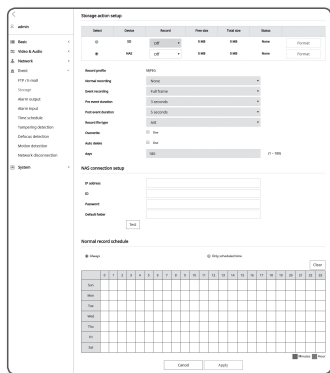 Storage action setup
admin
Select Device Record Free size Total size Status
SD Off 0 MB 0 MB None Format
NAS Off 0 MB 0 MB None Format
Basic
Video & Audio
Network
Event
FTP / E-mail
Storage
Alarm output
Alarm input
Time schedule
Tampering detection
Defocus detection
Motion detection
Network disconnection
System
Record profile MJPEG
Normal recording None
Event recording Full frame
Pre event duration 5 seconds
Post event duration 5 seconds
Record file type AVI
Overwrite Use
Auto delete Use
Days 180 (1 ~ 180)
NAS connection setup
IP address
ID
Password
Default folder
Test
Normal record schedule
Always Only scheduled time
Clear
0 1 2 3 4 5 6 7 8 9 10 11 12 13 14 15 16 17 18 19 20 21 22 23
Sun
Mon
Tue
Wed
Thu
Fri
Sat
Minutes Hour
Cancel Apply